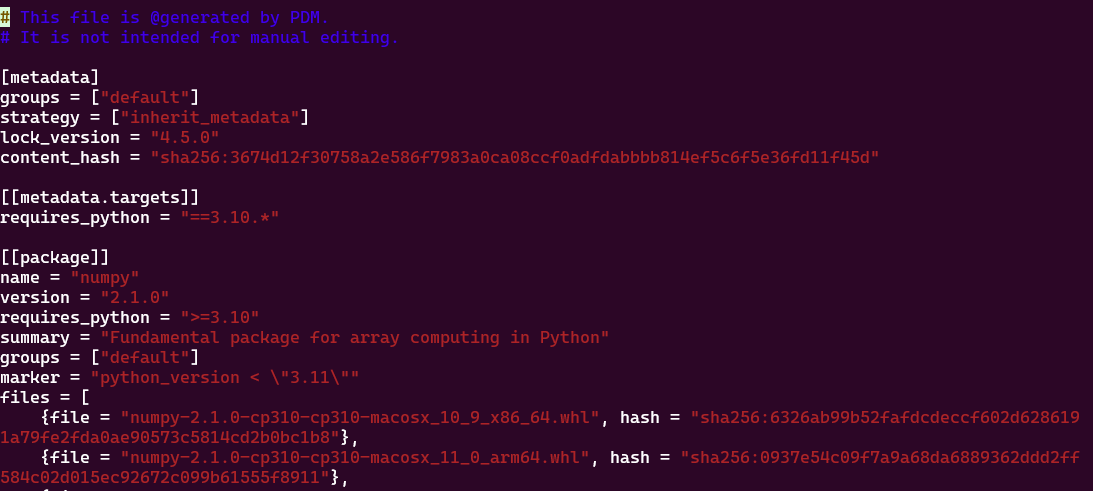 # This file is @generated by PDM.
# It is not intended for manual editing.
[metadata]
groups = ["default"]
strategy = ["inherit_metadata"]
lock_version = "4.5.0"
content_hash = "sha256:3674d12f30758a2e586f7983a0ca08ccf0adfdabbbb814ef5c6f5e36fd11f45d"
[[metadata.targets]]
requires_python = "==3.10.*"
[[package]]
name = "numpy"
version = "2.1.0"
requires_python = ">=3.10"
summary = "Fundamental package for array computing in Python"
groups = ["default"]
marker = "python_version < \"3.11\""
files = [
    {file = "numpy-2.1.0-cp310-cp310-macosx_10_9_x86_64.whl", hash = "sha256:6326ab99b52fafdcdeccf602d628619
1a79fe2fda0ae90573c5814cd2b0bc1b8"},
    {file = "numpy-2.1.0-cp310-cp310-macosx_11_0_arm64.whl", hash = "sha256:0937e54c09f7a9a68da6889362ddd2ff
584c02d015ec92672c099b61555f8911"},